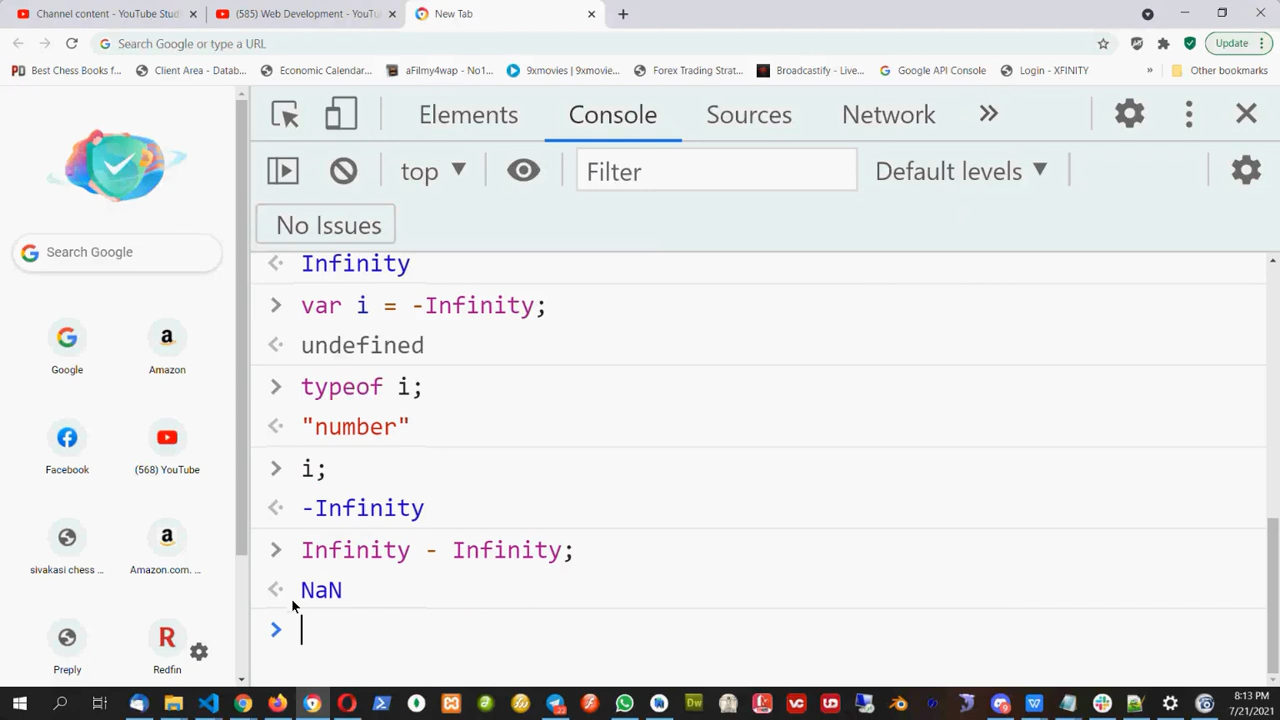 Channel content - YouTube Stud
(585) Web Development - YouTu
New Tab
Search Google or type a URL
Update
Best Chess Books f...
Client Area - Datab...
Economic Calendar...
aFilmy4wap - No1...
9xmovies | 9xmovie...
Forex Trading Strat...
Broadcastify - Live...
Google API Console
Login - XFINITY
»
Other bookmarks
Elements
Console
Sources
Network
top
Filter
Default levels
No Issues
Search Google
Google
Amazon
Facebook
(568) YouTube
sivakasi chess ...
Amazon.com. ...
Preply
Redfin
Infinity
var i = -Infinity;
undefined
typeof i;
"number"
i;
-Infinity
Infinity - Infinity;
NaN
8:13 PM
7/21/2021